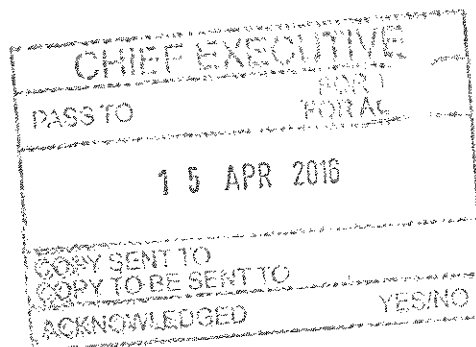 CHIEF EXECUTIVE
FOR I
PASS TO FOR AC
15 APR 2016
COPY SENT TO
COPY TO BE SENT TO
ACKNOWLEDGED YES/NO